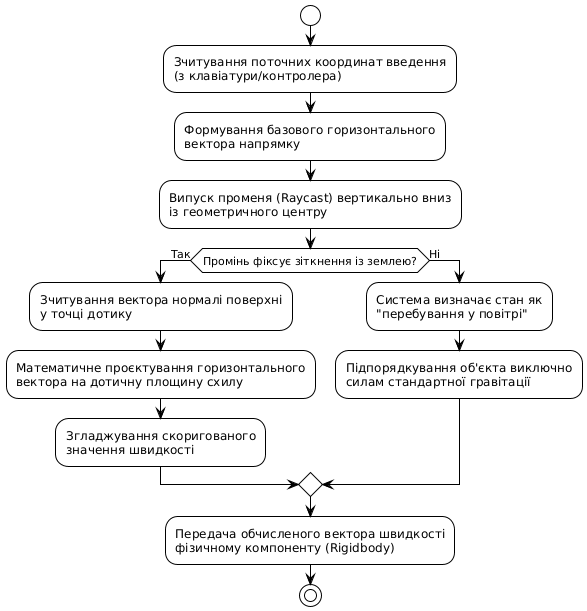 Зчитування поточних координат введення
(з клавіатури/контролера)
Формування базового горизонтального
вектора напрямку
Випуск променя (Raycast) вертикально вниз
із геометричного центру
Так
Промінь фіксує зіткнення із землею?
Ні
Зчитування вектора нормалі поверхні
у точці дотику
Система визначає стан як
"перебування у повітрі"
Математичне проєктування горизонтального
вектора на дотичну площину схилу
Підпорядкування об'єкта виключно
силам стандартної гравітації
Згладжування скоригованого
значення швидкості
Передача обчисленого вектора швидкості
фізичному компоненту (Rigidbody)